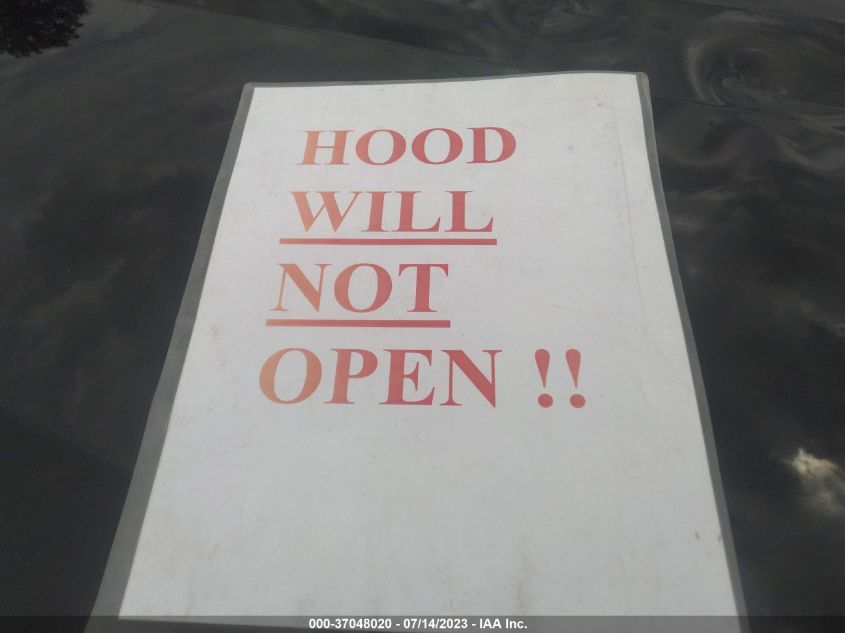 HOOD
WILL
NOT
OPEN !!
000-37048020 - 07/14/2023 - IAA Inc.